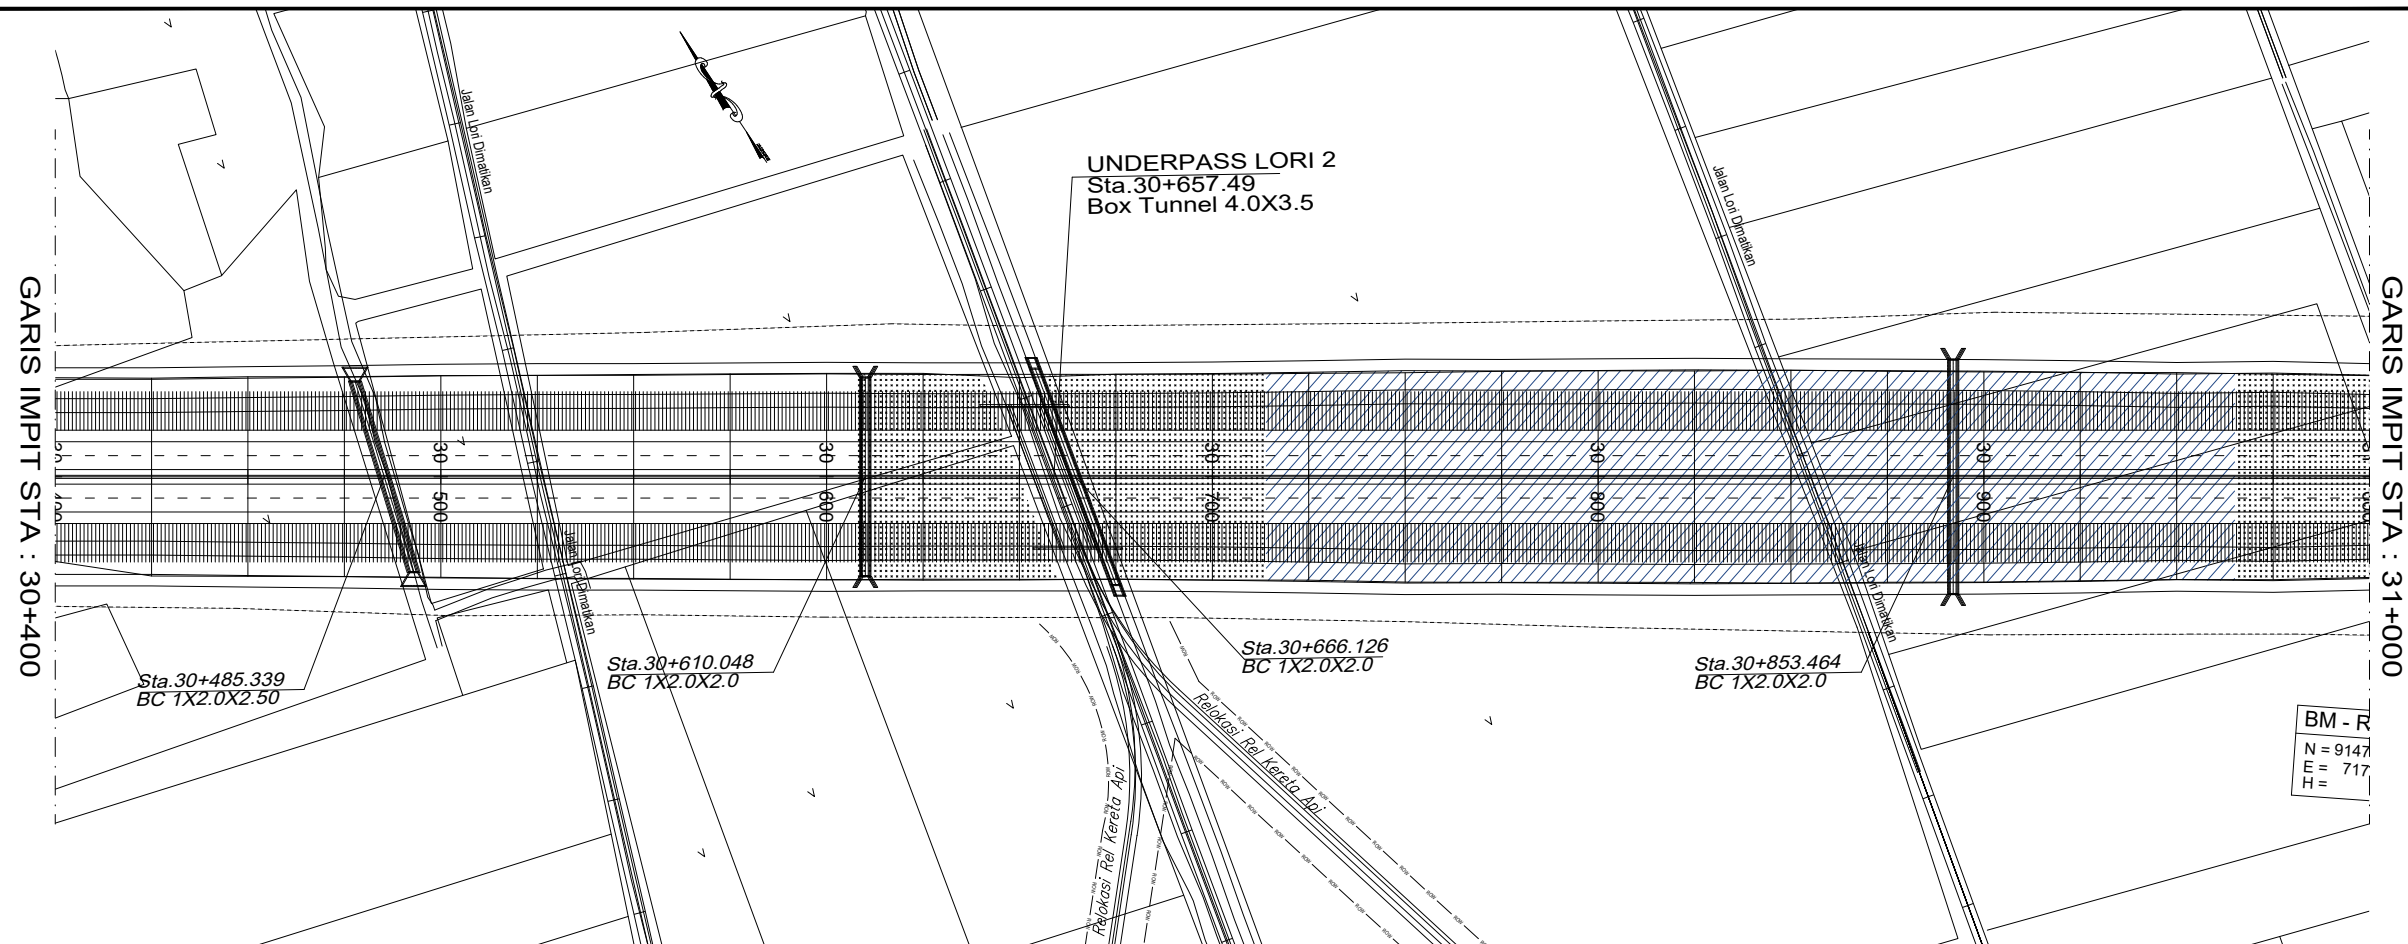 GARIS IMPIT STA : 30+400
Jalan Lori Dimatikan
UNDERPASS LORI 2
Sta.30+657.49
Box Tunnel 4.0X3.5
Jalan Lori Dimatikan
GARIS IMPIT STA : 31+000
30
500
30
600
30
700
30
800
30
900
Jalan Lori Dimatikan
Jalan Lori Dimatikan
Sta.30+485.339
BC 1X2.0X2.50
Sta.30+610.048
BC 1X2.0X2.0
Sta.30+666.126
BC 1X2.0X2.0
Sta.30+853.464
BC 1X2.0X2.0
Relokasi Rel Kereta Api
Relokasi Rel Kereta Api
BM - R
N = 9147
E = 717
H =